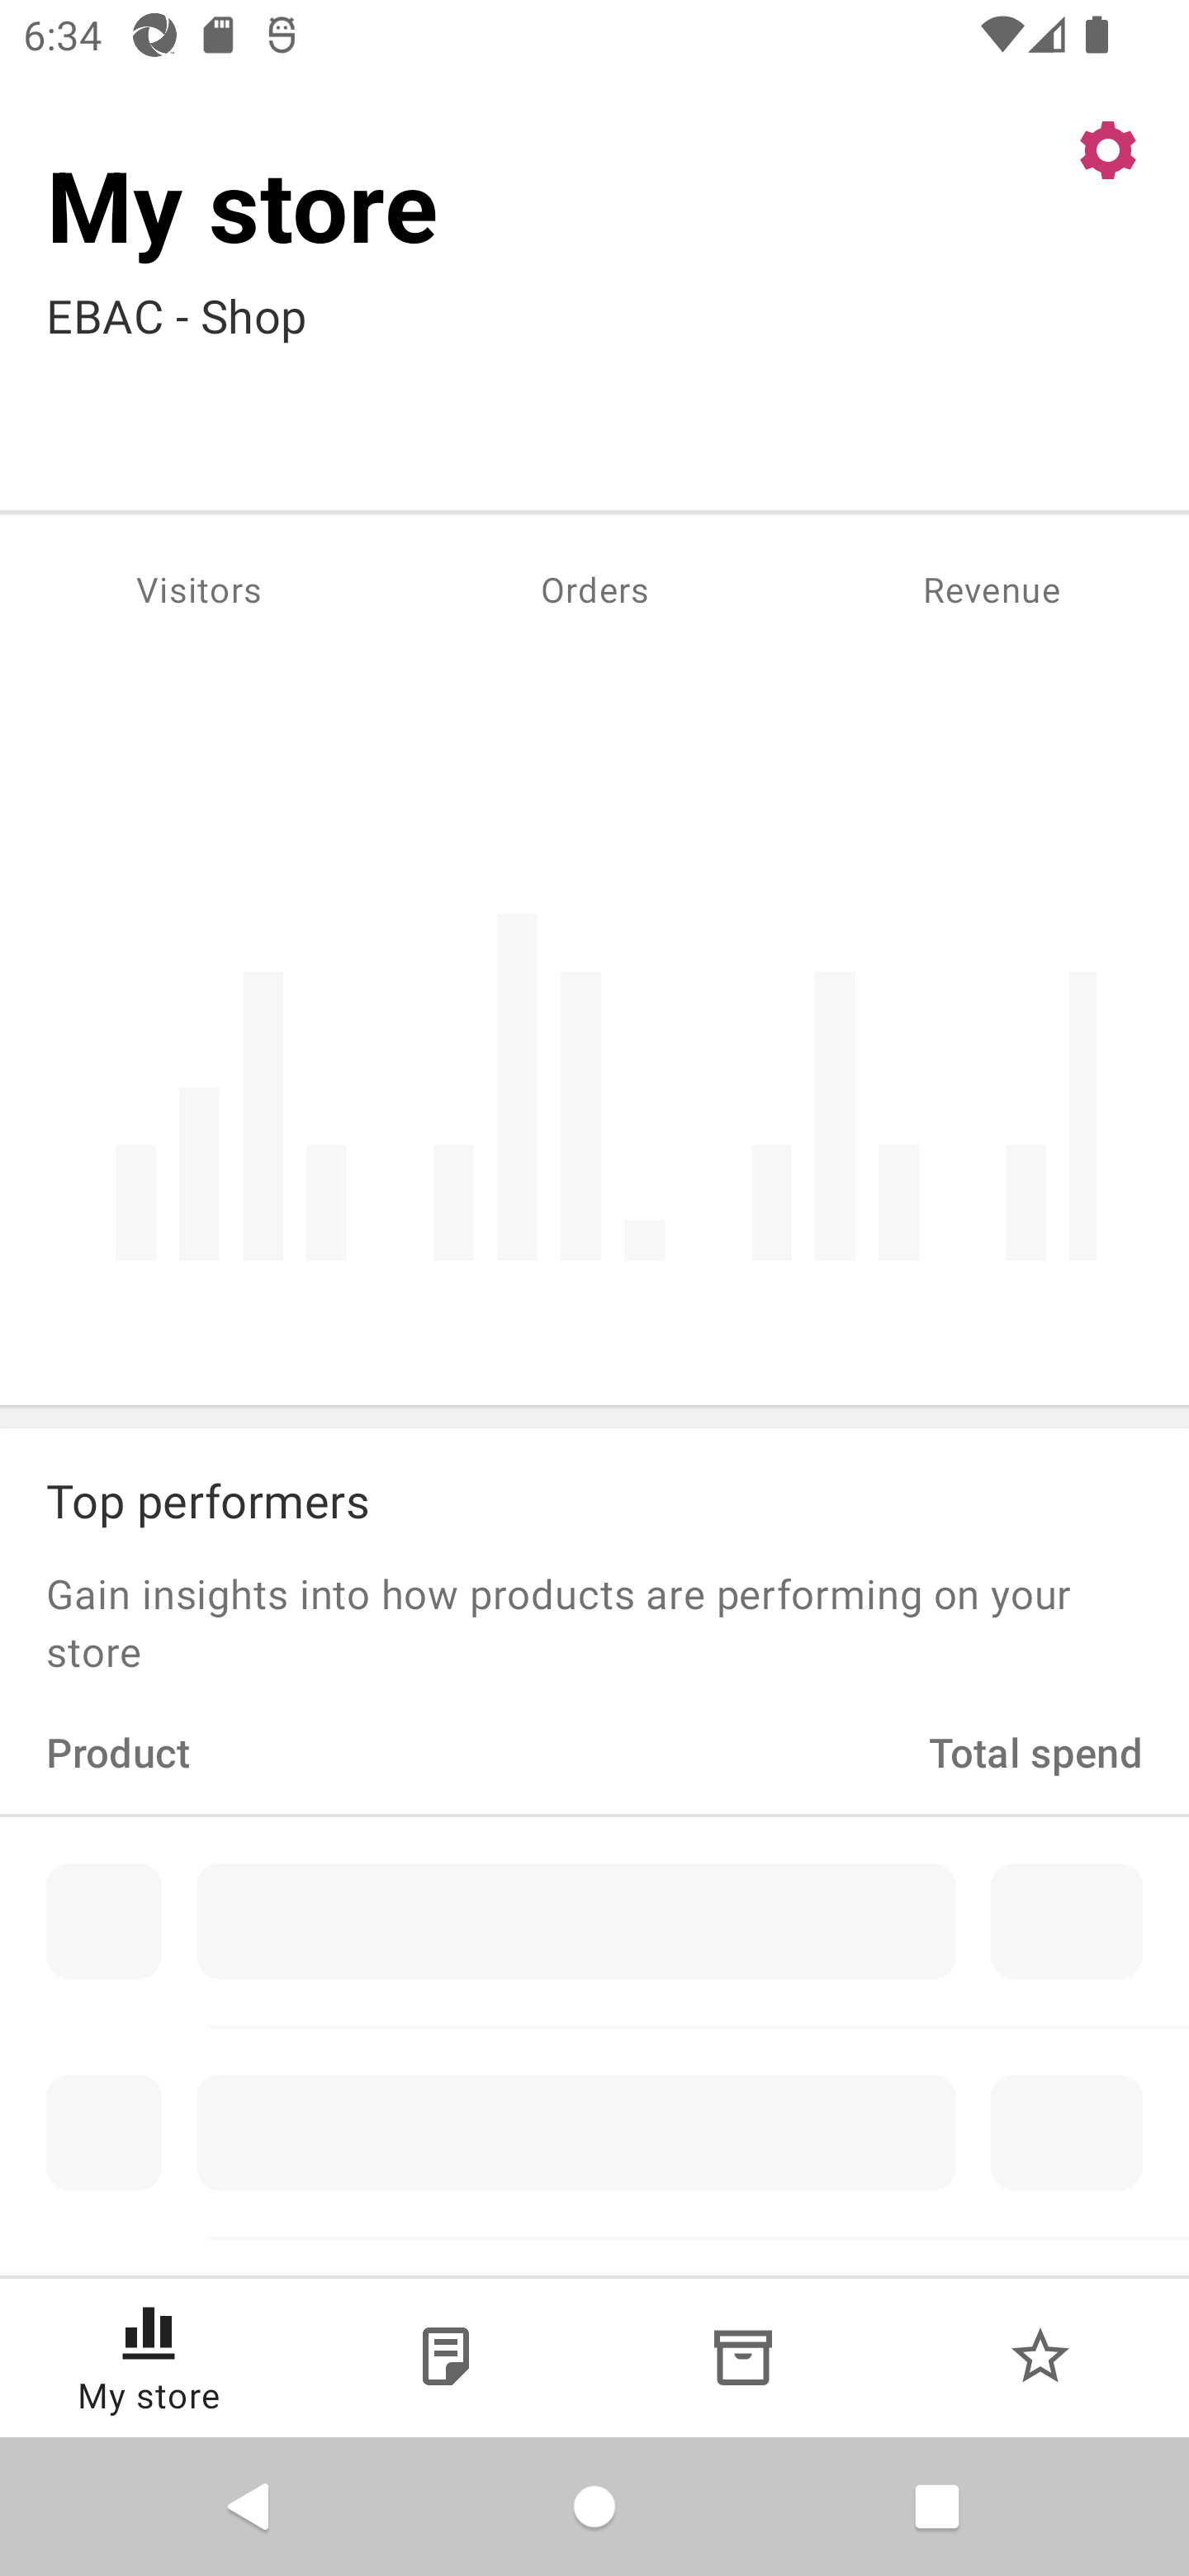 6:34
My store
EBAC - Shop
Visitors Orders Revenue
Top performers
Gain insights into how products are performing on your
store
Product Total spend
My store